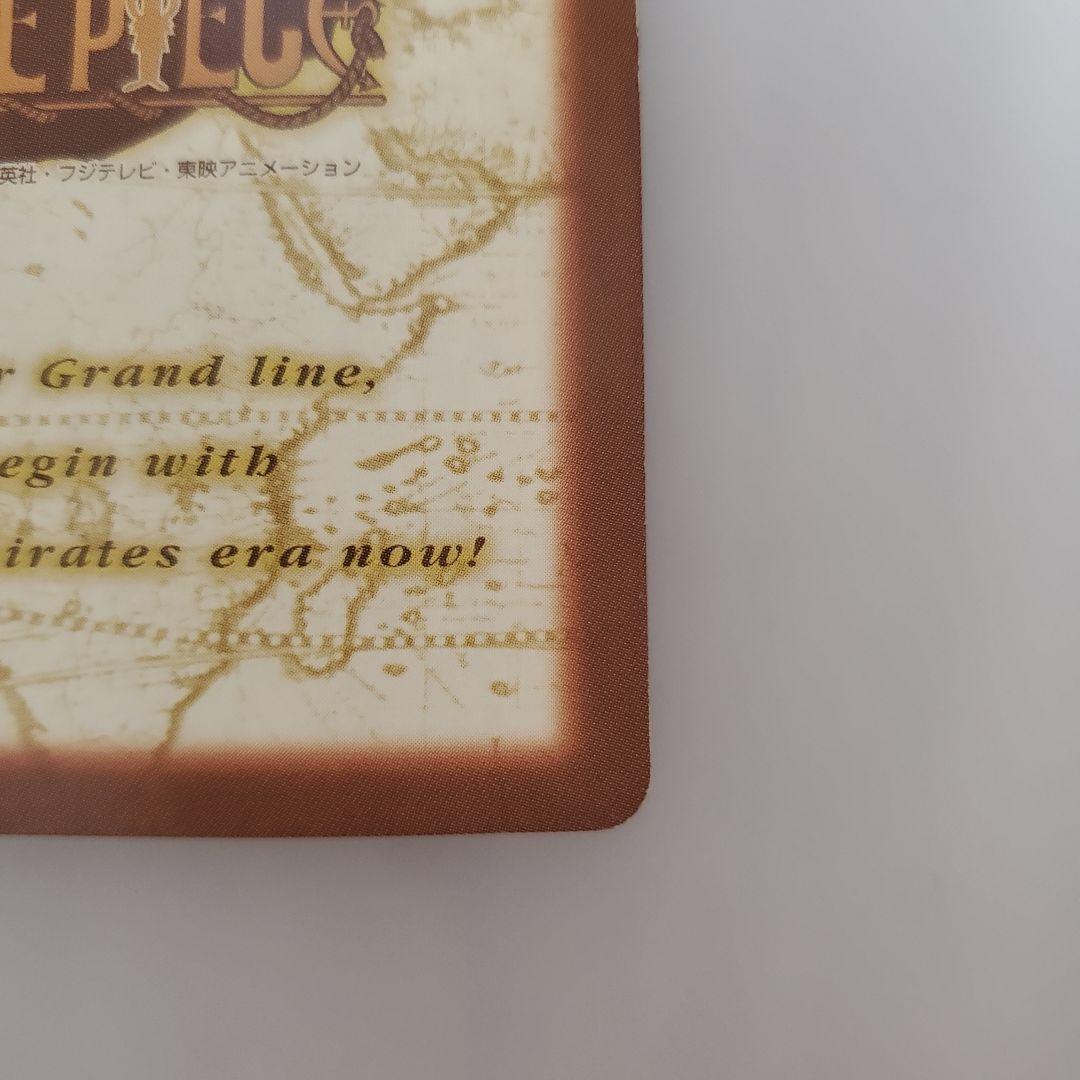 E PIECE
英社・フジテレビ・東映アニメーション
r Grand line,
egin with
irates era now!